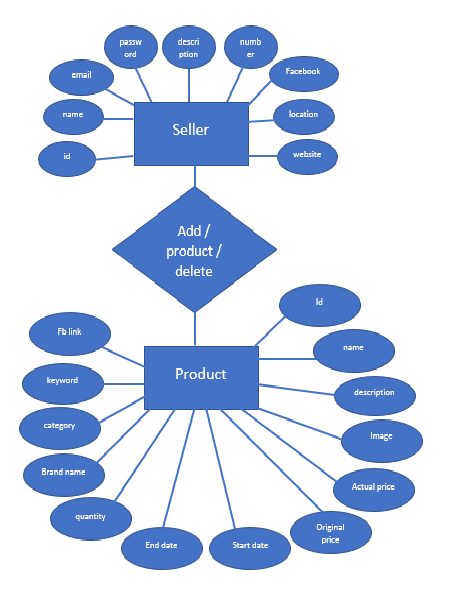 passw
ord
descri
ption
numb
er
email
Facebook
name
location
Seller
id
website
Add /
product /
delete
Id
Fb link
name
Product
keyword
description
category
Image
Brand name
Actual price
quantity
Original
price
End date
Start date